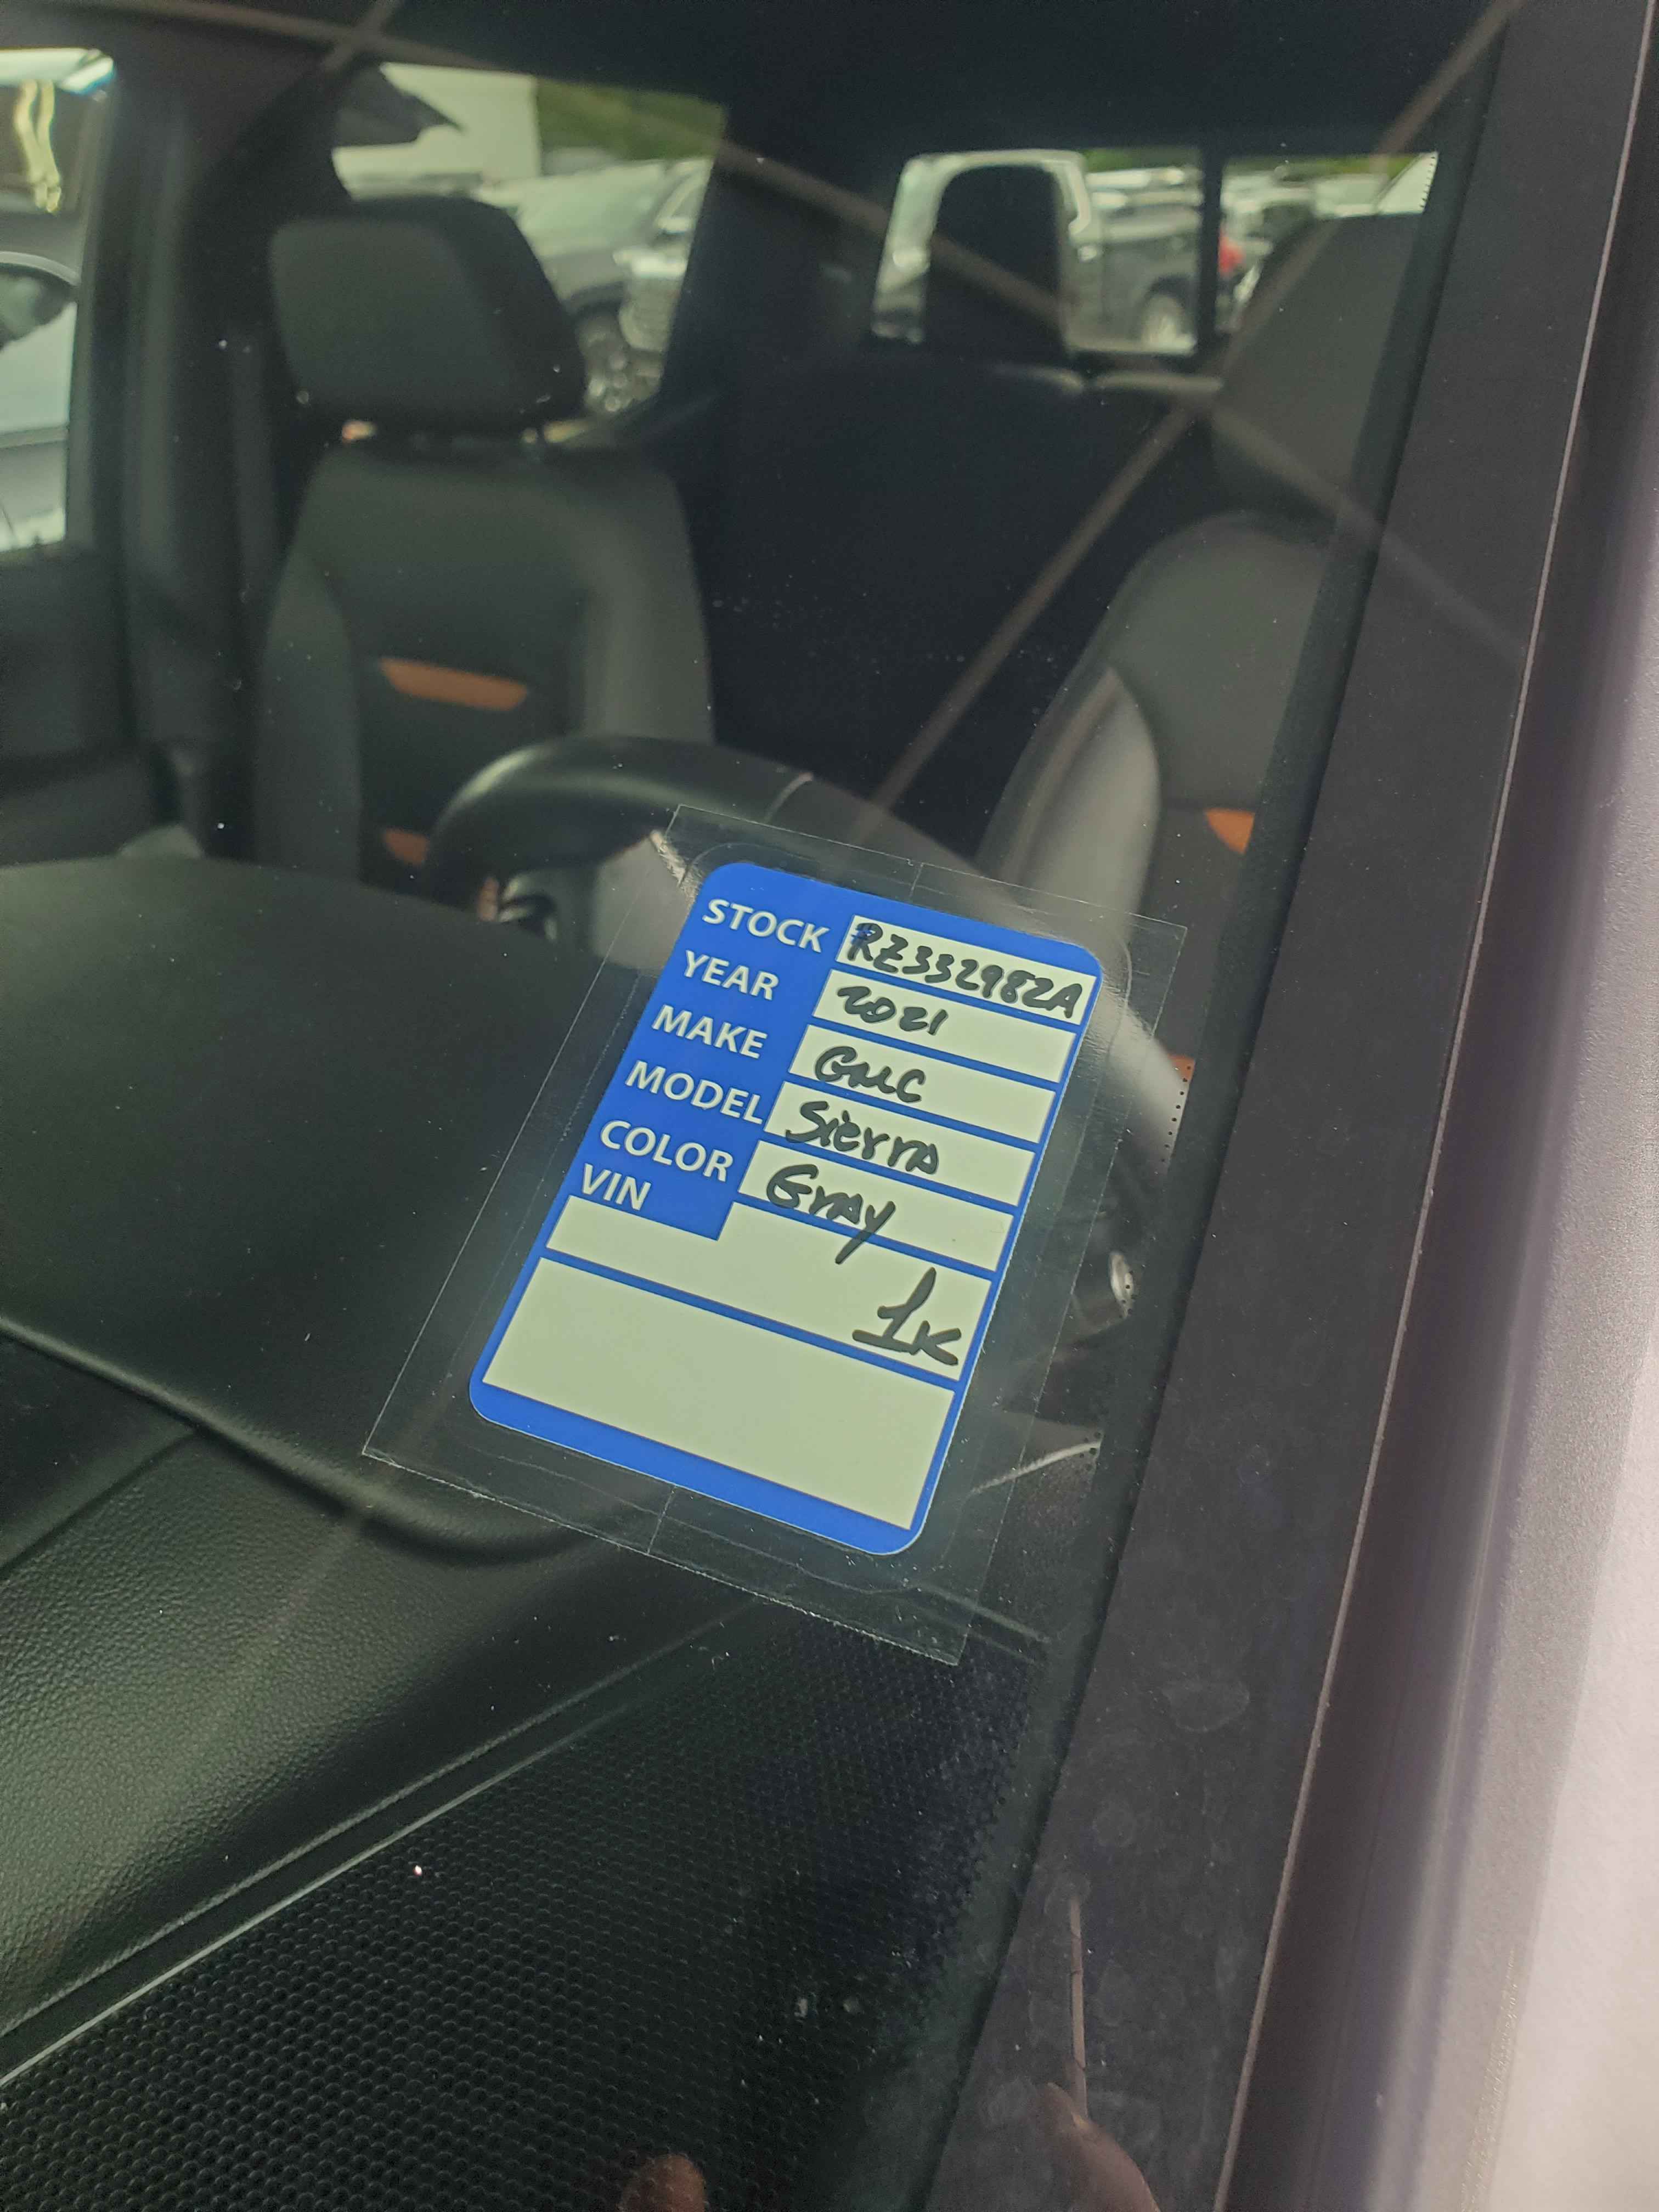 STOCK RZ332982A
YEAR 2021
MAKE GMC
MODEL Sierra
COLOR Gray
VIN
1K